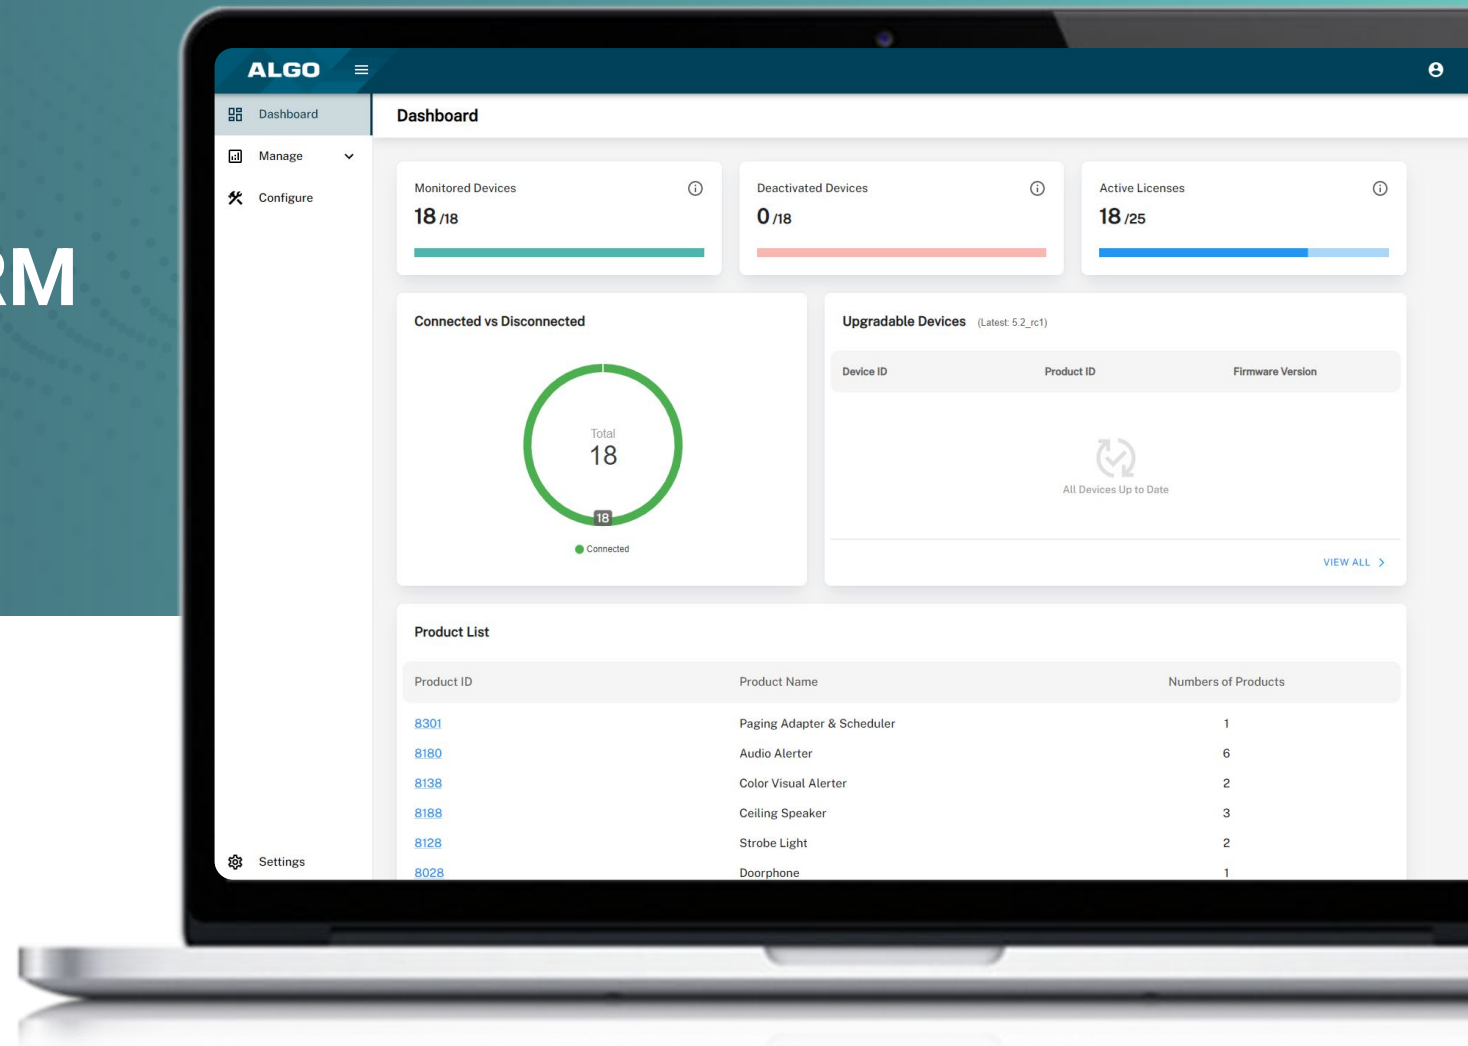 RM
ALGO
Dashboard
Manage
Configure
Settings
Dashboard
Monitored Devices
18 /18
Deactivated Devices
0 /18
Active Licenses
18 /25
Connected vs Disconnected
Total
18
18
Connected
Upgradable Devices (Latest: 5.2_rc1)
Device ID Product ID Firmware Version
All Devices Up to Date
VIEW ALL
Product List
Product ID Product Name Numbers of Products
8301 Paging Adapter & Scheduler 1
8180 Audio Alerter 6
8138 Color Visual Alerter 2
8188 Ceiling Speaker 3
8128 Strobe Light 2
8028 Doorphone 1